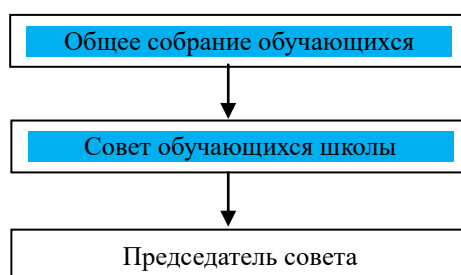 Общее собрание обучающихся
Совет обучающихся школы
Председатель совета